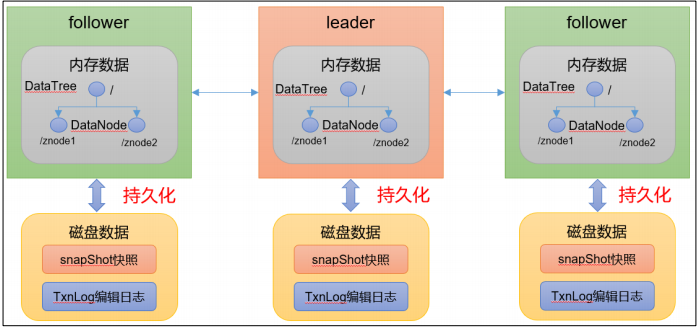 follower
内存数据
DataTree
/
DataNode
/znode1
/znode2
持久化
磁盘数据
snapShot快照
TxnLog编辑日志
leader
内存数据
DataTree
/
DataNode
/znode1
/znode2
持久化
磁盘数据
snapShot快照
TxnLog编辑日志
follower
内存数据
DataTree
/
DataNode
/znode1
/znode2
持久化
磁盘数据
snapShot快照
TxnLog编辑日志